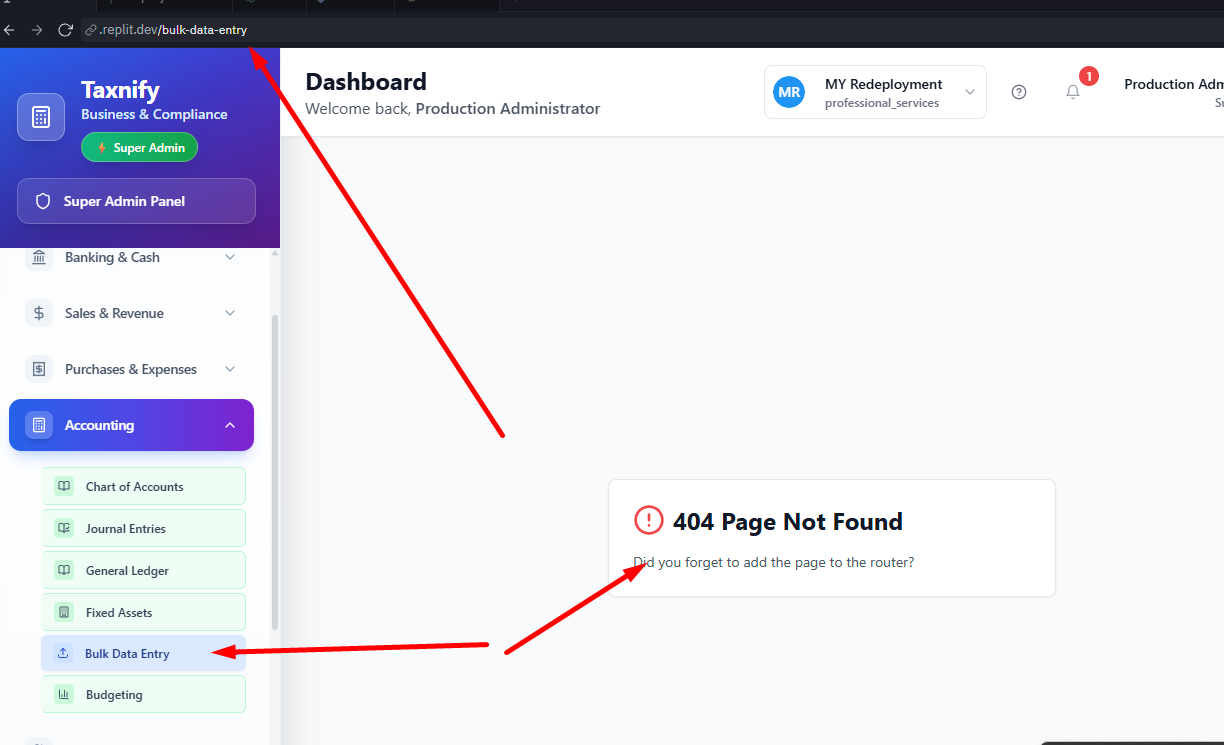 .replit.dev/bulk-data-entry
Taxnify
Business & Compliance
Super Admin
Super Admin Panel
Banking & Cash
Sales & Revenue
Purchases & Expenses
Accounting
Chart of Accounts
Journal Entries
General Ledger
Fixed Assets
Bulk Data Entry
Budgeting
Dashboard
Welcome back, Production Administrator
MR
MY Redeployment
professional_services
1
Production Adm
Su
404 Page Not Found
Did you forget to add the page to the router?